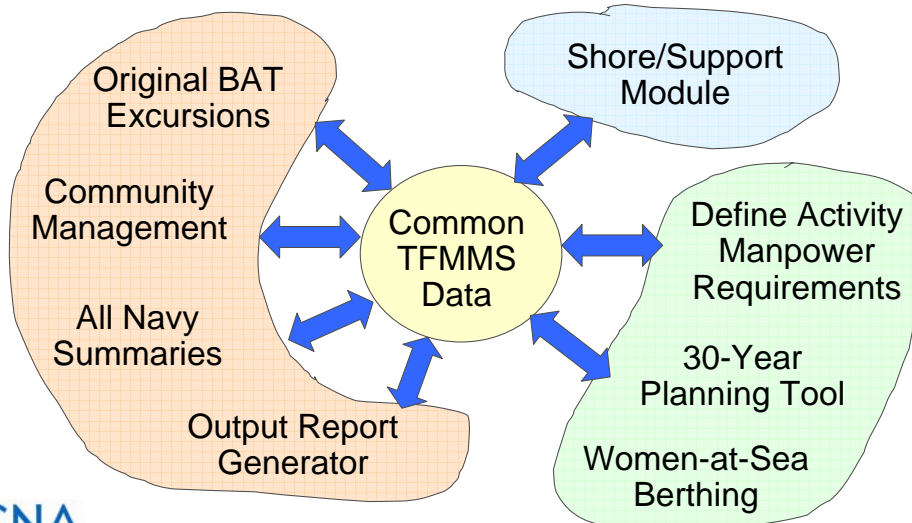 Original BAT
Excursions
Community
Management
All Navy
Summaries
Output Report
Generator
Common
TFMMS
Data
Shore/Support
Module
Define Activity
Manpower
Requirements
30-Year
Planning Tool
Women-at-Sea
Berthing
CNA